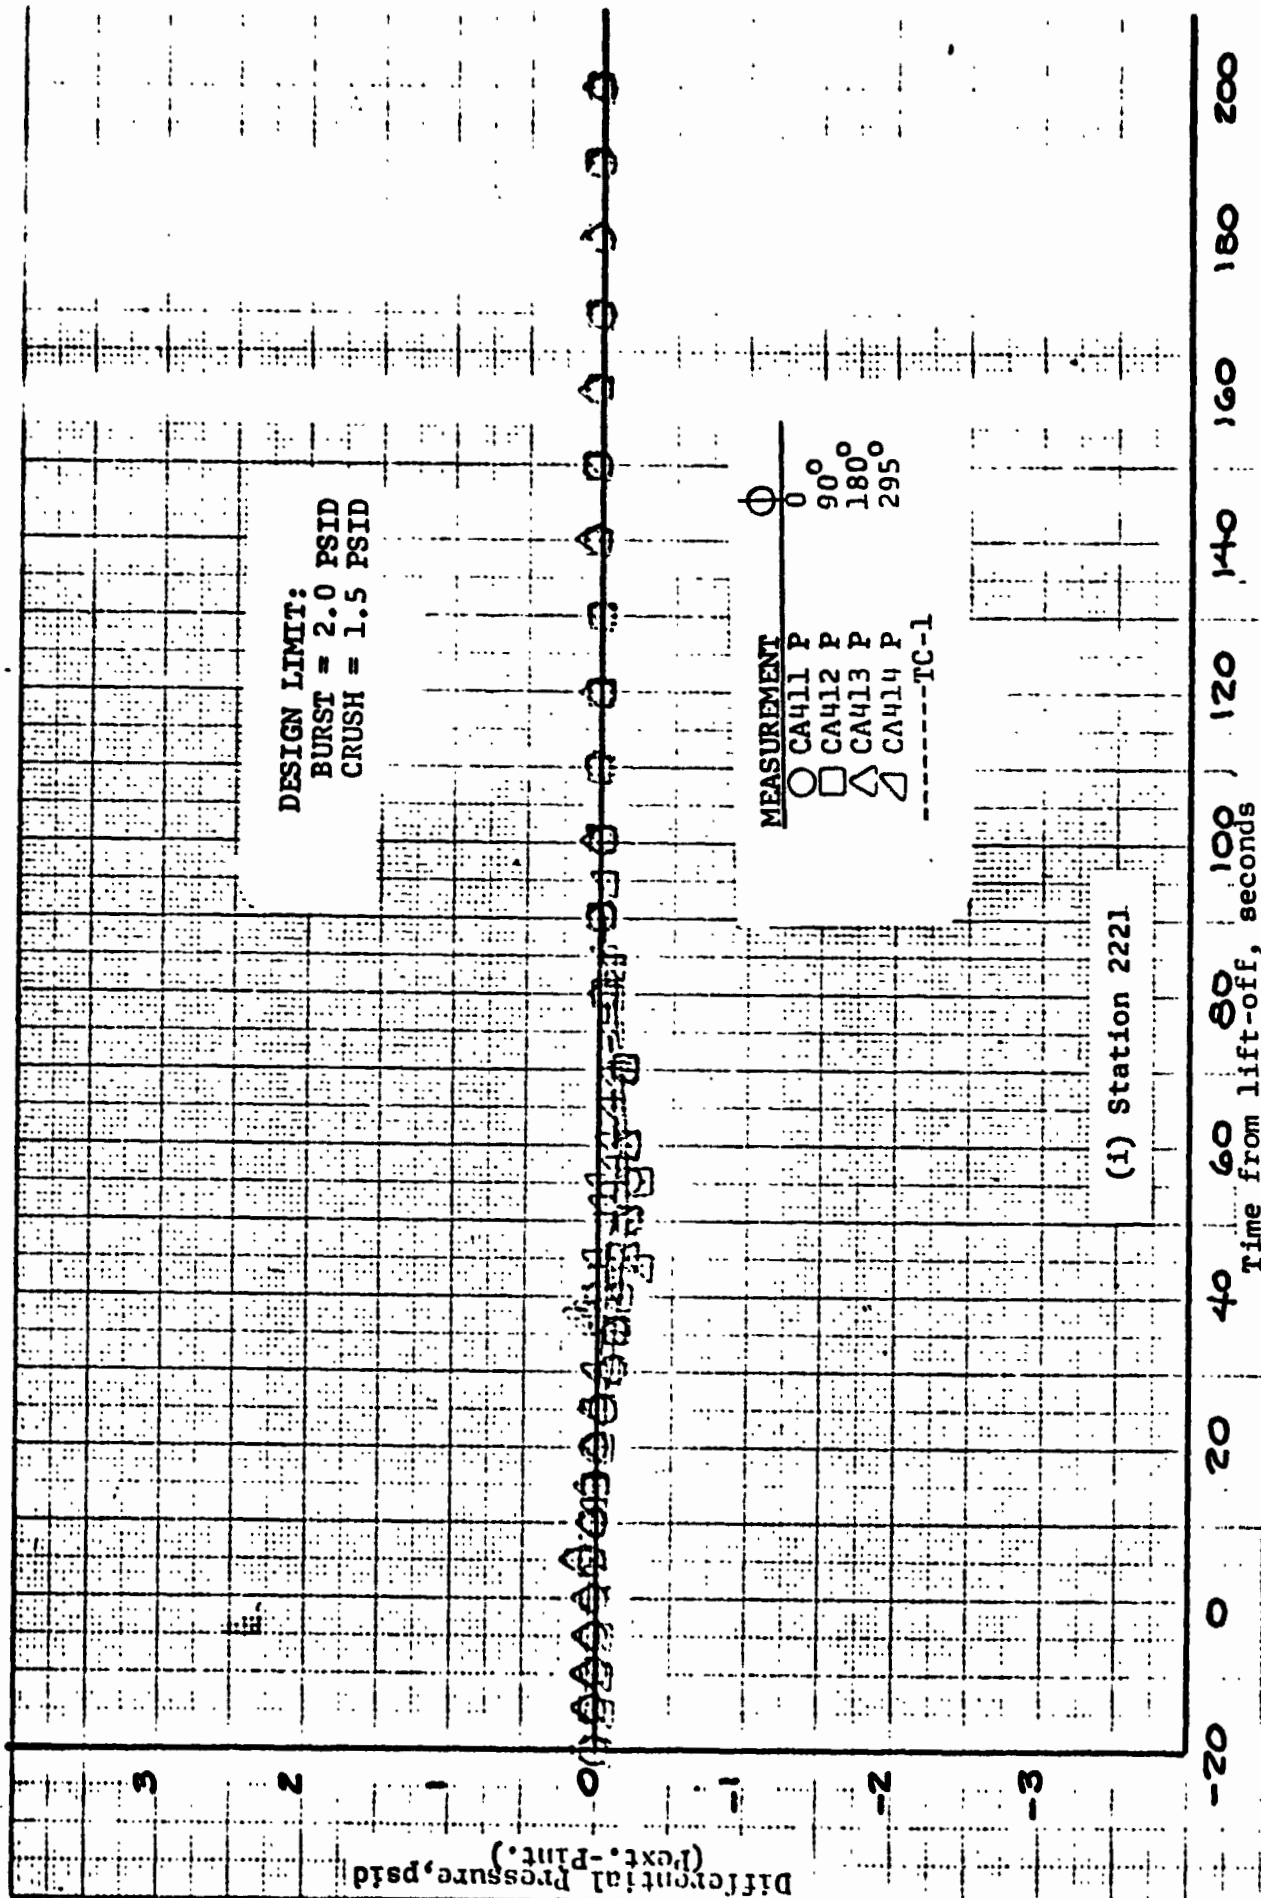 Differential Pressure, psid
(Pext.-Pint.)
3
2
1
0
-1
-2
-3
DESIGN LIMIT:
BURST = 2.0 PSID
CRUSH = 1.5 PSID
MEASUREMENT ϕ
○ CA411 P 0
□ CA412 P 90°
△ CA413 P 180°
CA414 P 295°
------TC-1
(i) Station 2221
-20 0 20 40 60 80 100 120 140 160 180 200
Time from lift-off, seconds